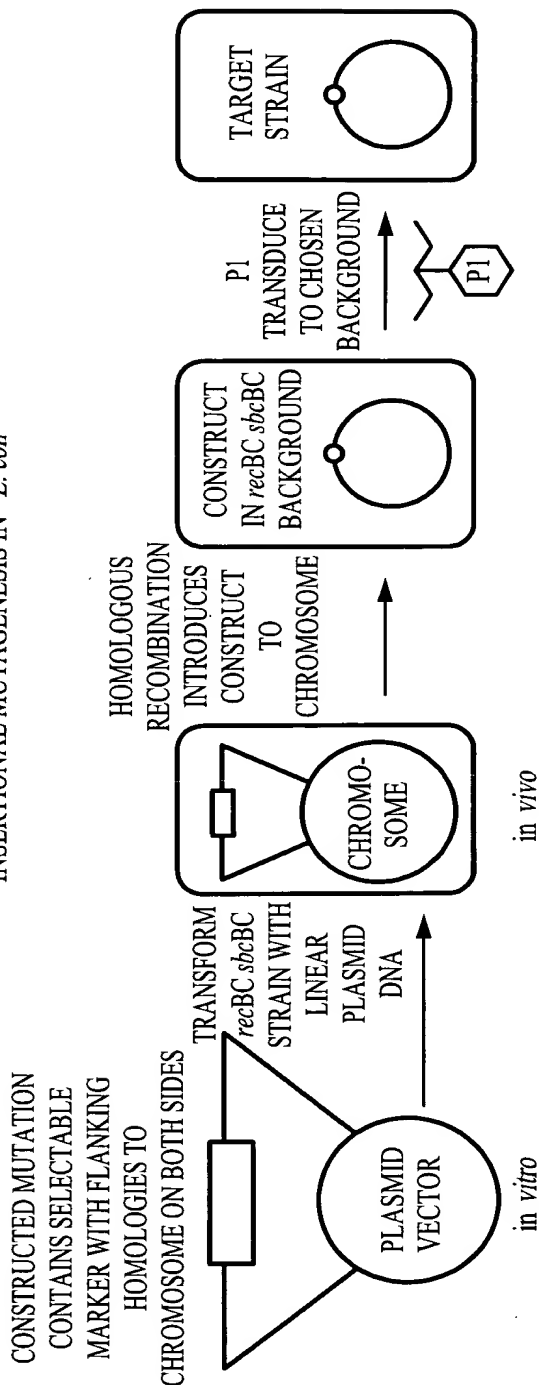 INSERTIONAL MUTAGENESIS IN E. coli
CONSTRUCTED MUTATION
CONTAINS SELECTABLE
MARKER WITH FLANKING
HOMOLOGIES TO
CHROMOSOME ON BOTH SIDES
PLASMID
VECTOR
in vitro
TRANSFORM
recBC sbcBC
STRAIN WITH
LINEAR
PLASMID
DNA
CHROMO-
SOME
in vivo
HOMOLOGOUS
RECOMBINATION
INTRODUCES
CONSTRUCT
TO
CHROMOSOME
CONSTRUCT
IN recBC sbcBC
BACKGROUND
P1
TRANSDUCE
TO CHOSEN
BACKGROUND
P1
TARGET
STRAIN